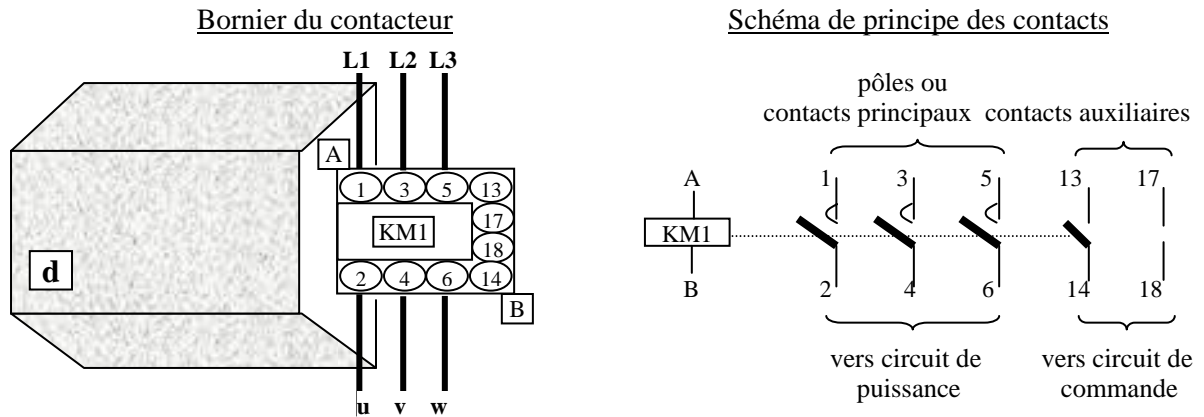 Bornier du contacteur
L1 L2 L3
A
1 3 5 13
17
KM1
18
d
2 4 6 14
B
u v w
Schéma de principe des contacts
pôles ou
contacts principaux contacts auxiliaires
A 1 3 5 13 17
KM1
B 2 4 6 14 18
vers circuit de
puissance
vers circuit de
commande